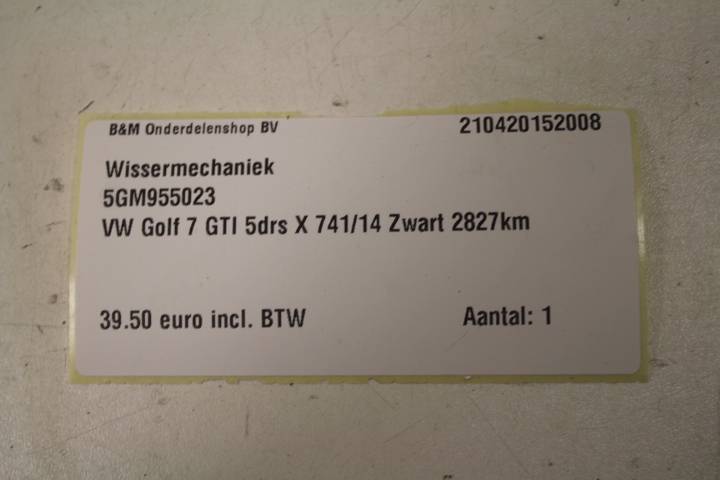 B&M Onderdelenshop BV 210420152008
Wissermechaniek
5GM955023
VW Golf 7 GTI 5drs X 741/14 Zwart 2827km
39.50 euro incl. BTW Aantal: 1